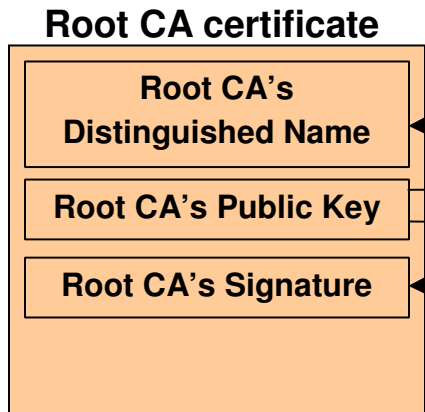 Root CA certificate
Root CA's
Distinguished Name
Root CA's Public Key
Root CA's Signature